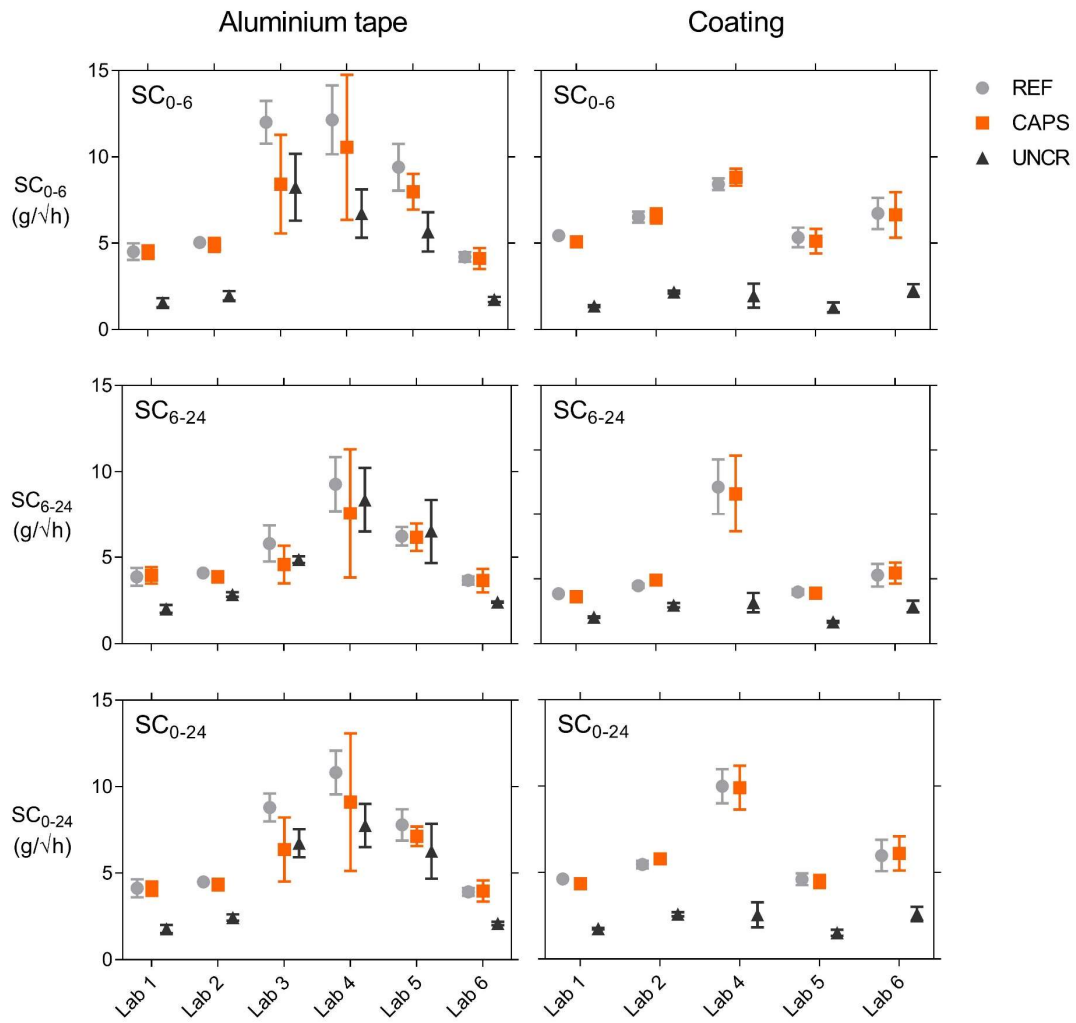 Aluminium tape Coating
SC0-6
15
10
5
0
SC0-6
(g/√h)
SC0-6
REF
CAPS
UNCR
SC6-24
15
10
5
0
SC6-24
(g/√h)
SC6-24
SC0-24
15
10
5
0
SC0-24
(g/√h)
SC0-24
Lab 1 Lab 2 Lab 3 Lab 4 Lab 5 Lab 6
Lab 1 Lab 2 Lab 4 Lab 5 Lab 6